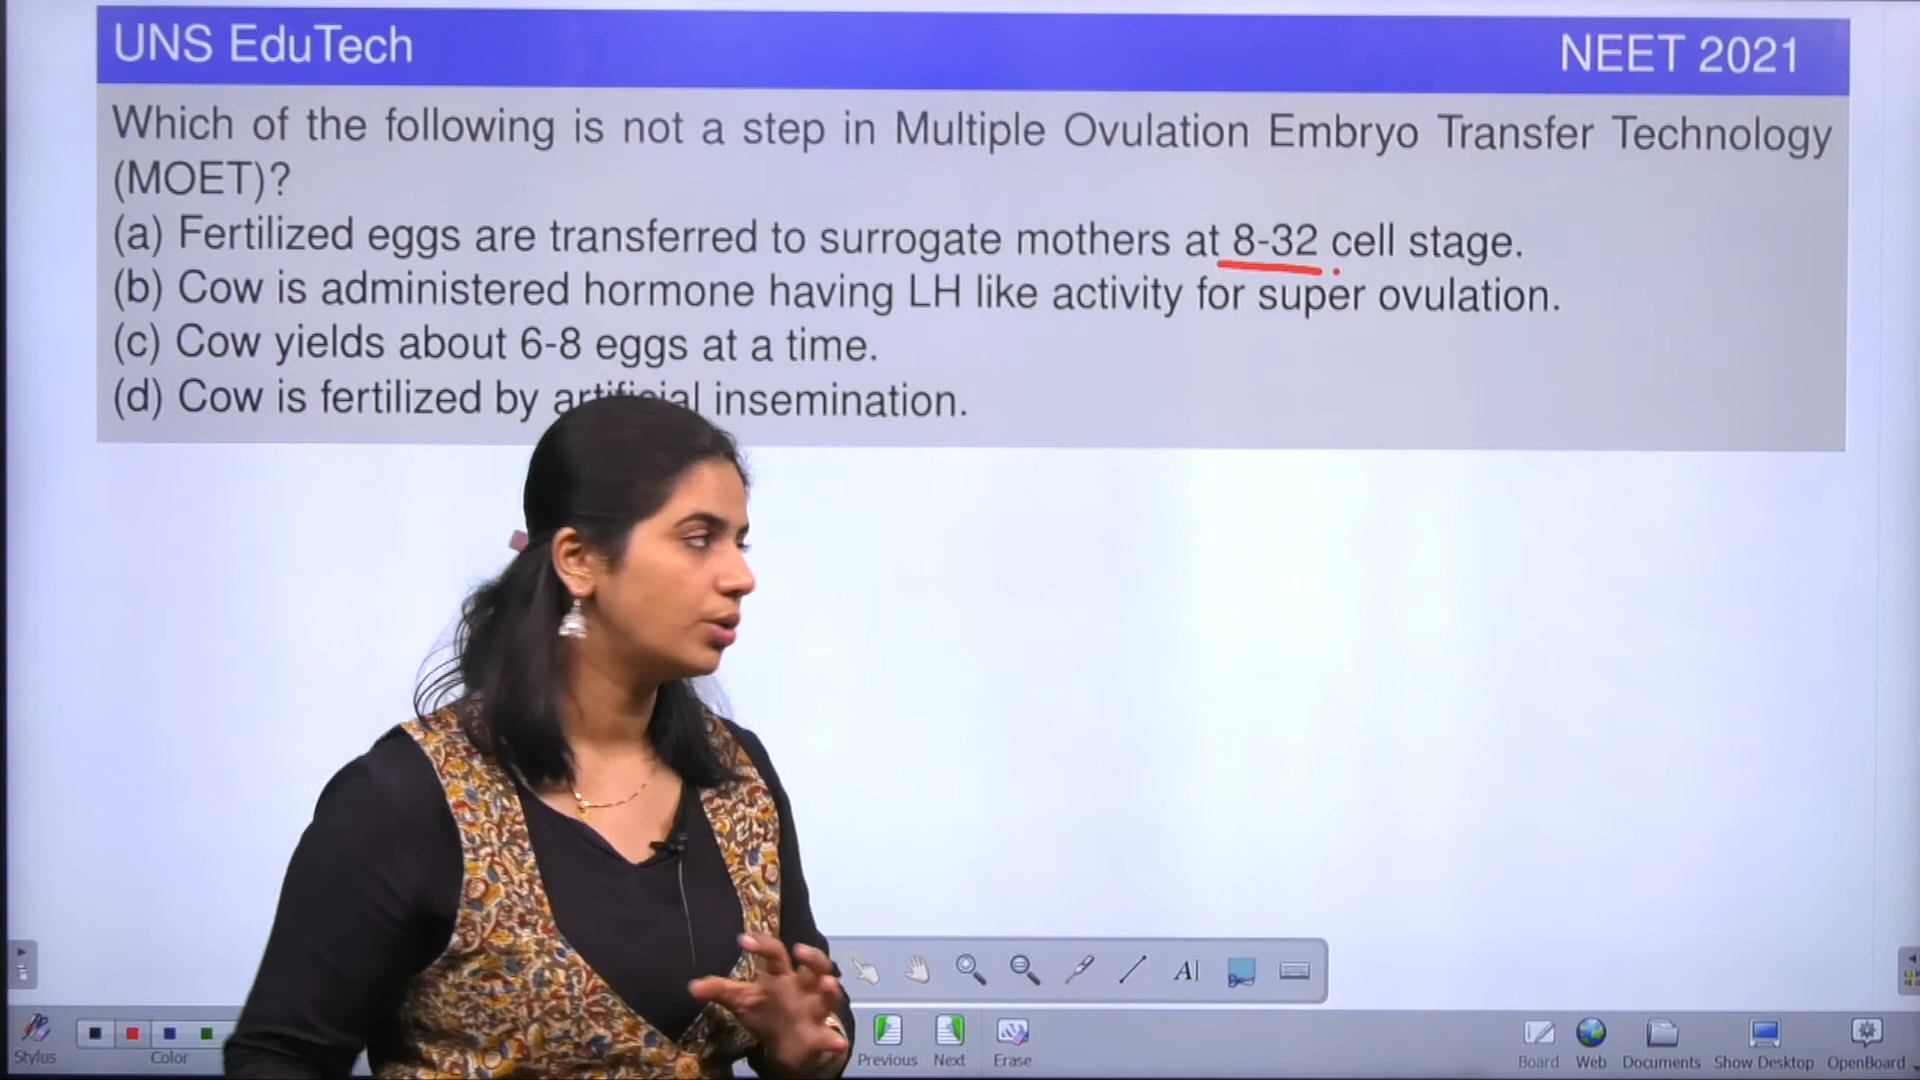 UNS EduTech NEET 2021
Which of the following is not a step in Multiple Ovulation Embryo Transfer Technology
(MOET)?
(a) Fertilized eggs are transferred to surrogate mothers at 8-32 cell stage.
(b) Cow is administered hormone having LH like activity for super ovulation.
(c) Cow yields about 6-8 eggs at a time.
(d) Cow is fertilized by artificial insemination.
A|
Stylus Color Previous Next Erase Board Web Documents Show Desktop OpenBoard